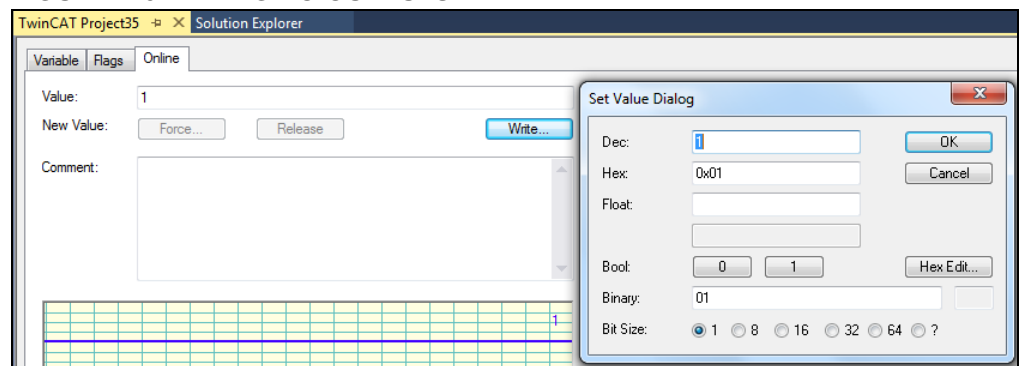 TwinCAT Project35 Solution Explorer
Variable Flags Online
Value: 1
New Value: Force... Release Write...
Comment:
1
Set Value Dialog
Dec: 1 OK
Hex: 0x01 Cancel
Float:
Bool: 0 1 Hex Edit...
Binary: 01
Bit Size: 1 8 16 32 64 ?